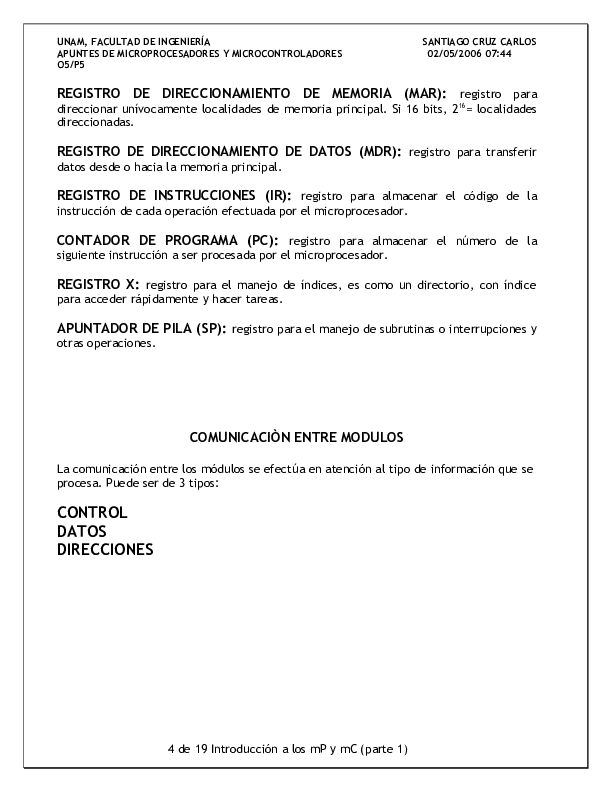 UNAM, FACULTAD DE INGENIERÍA SANTIAGO CRUZ CARLOS
APUNTES DE MICROPROCESADORES Y MICROCONTROLADORES 02/05/2006 07:44
O5/P5
REGISTRO DE DIRECCIONAMIENTO DE MEMORIA (MAR): registro para
direccionar unívocamente localidades de memoria principal. Si 16 bits, 2¹⁶= localidades
direccionadas.
REGISTRO DE DIRECCIONAMIENTO DE DATOS (MDR): registro para transferir
datos desde o hacia la memoria principal.
REGISTRO DE INSTRUCCIONES (IR): registro para almacenar el código de la
instrucción de cada operación efectuada por el microprocesador.
CONTADOR DE PROGRAMA (PC): registro para almacenar el número de la
siguiente instrucción a ser procesada por el microprocesador.
REGISTRO X: registro para el manejo de índices, es como un directorio, con índice
para acceder rápidamente y hacer tareas.
APUNTADOR DE PILA (SP): registro para el manejo de subrutinas o interrupciones y
otras operaciones.
COMUNICACIÒN ENTRE MODULOS
La comunicación entre los módulos se efectúa en atención al tipo de información que se
procesa. Puede ser de 3 tipos:
CONTROL
DATOS
DIRECCIONES
4 de 19 Introducción a los mP y mC (parte 1)